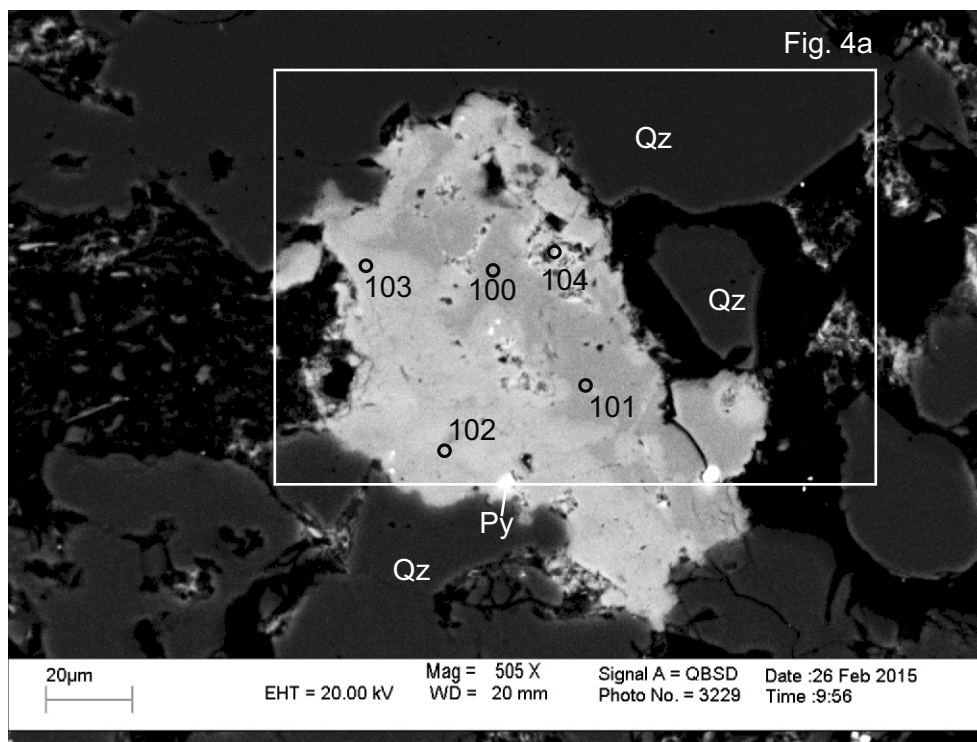 Fig. 4a
Qz
Qz
103
100
104
101
102
Py
Qz
20µm
Mag = 505 X
EHT = 20.00 kV
WD = 20 mm
Signal A = QBSD
Photo No. = 3229
Date :26 Feb 2015
Time :9:56